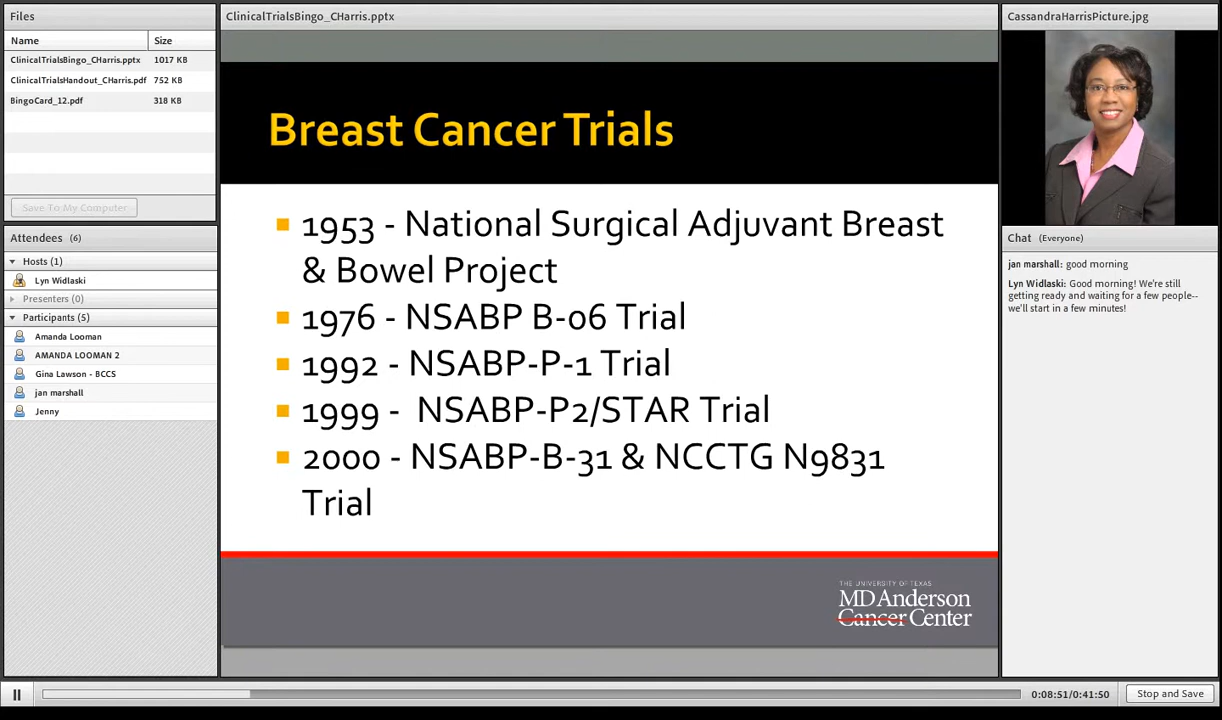 Files
Name Size
ClinicalTrialsBingo_CHarris.pptx 1017 KB
ClinicalTrialsHandout_CHarris.pdf 752 KB
BingoCard_12.pdf 318 KB
Save To My Computer
Attendees (6)
Hosts (1)
Lyn Widlaski
Presenters (0)
Participants (5)
Amanda Looman
AMANDA LOOMAN 2
Gina Lawson - BCCS
jan marshall
Jenny
ClinicalTrialsBingo_CHarris.pptx
Breast Cancer Trials
1953 - National Surgical Adjuvant Breast
& Bowel Project
1976 - NSABP B-06 Trial
1992 - NSABP-P-1 Trial
1999 - NSABP-P2/STAR Trial
2000 - NSABP-B-31 & NCCTG N9831
Trial
THE UNIVERSITY OF TEXAS
MD Anderson
Cancer Center
CassandraHarrisPicture.jpg
Chat (Everyone)
jan marshall: good morning
Lyn Widlaski: Good morning! We're still
getting ready and waiting for a few people--
we'll start in a few minutes!
0:08:51/0:41:50
Stop and Save